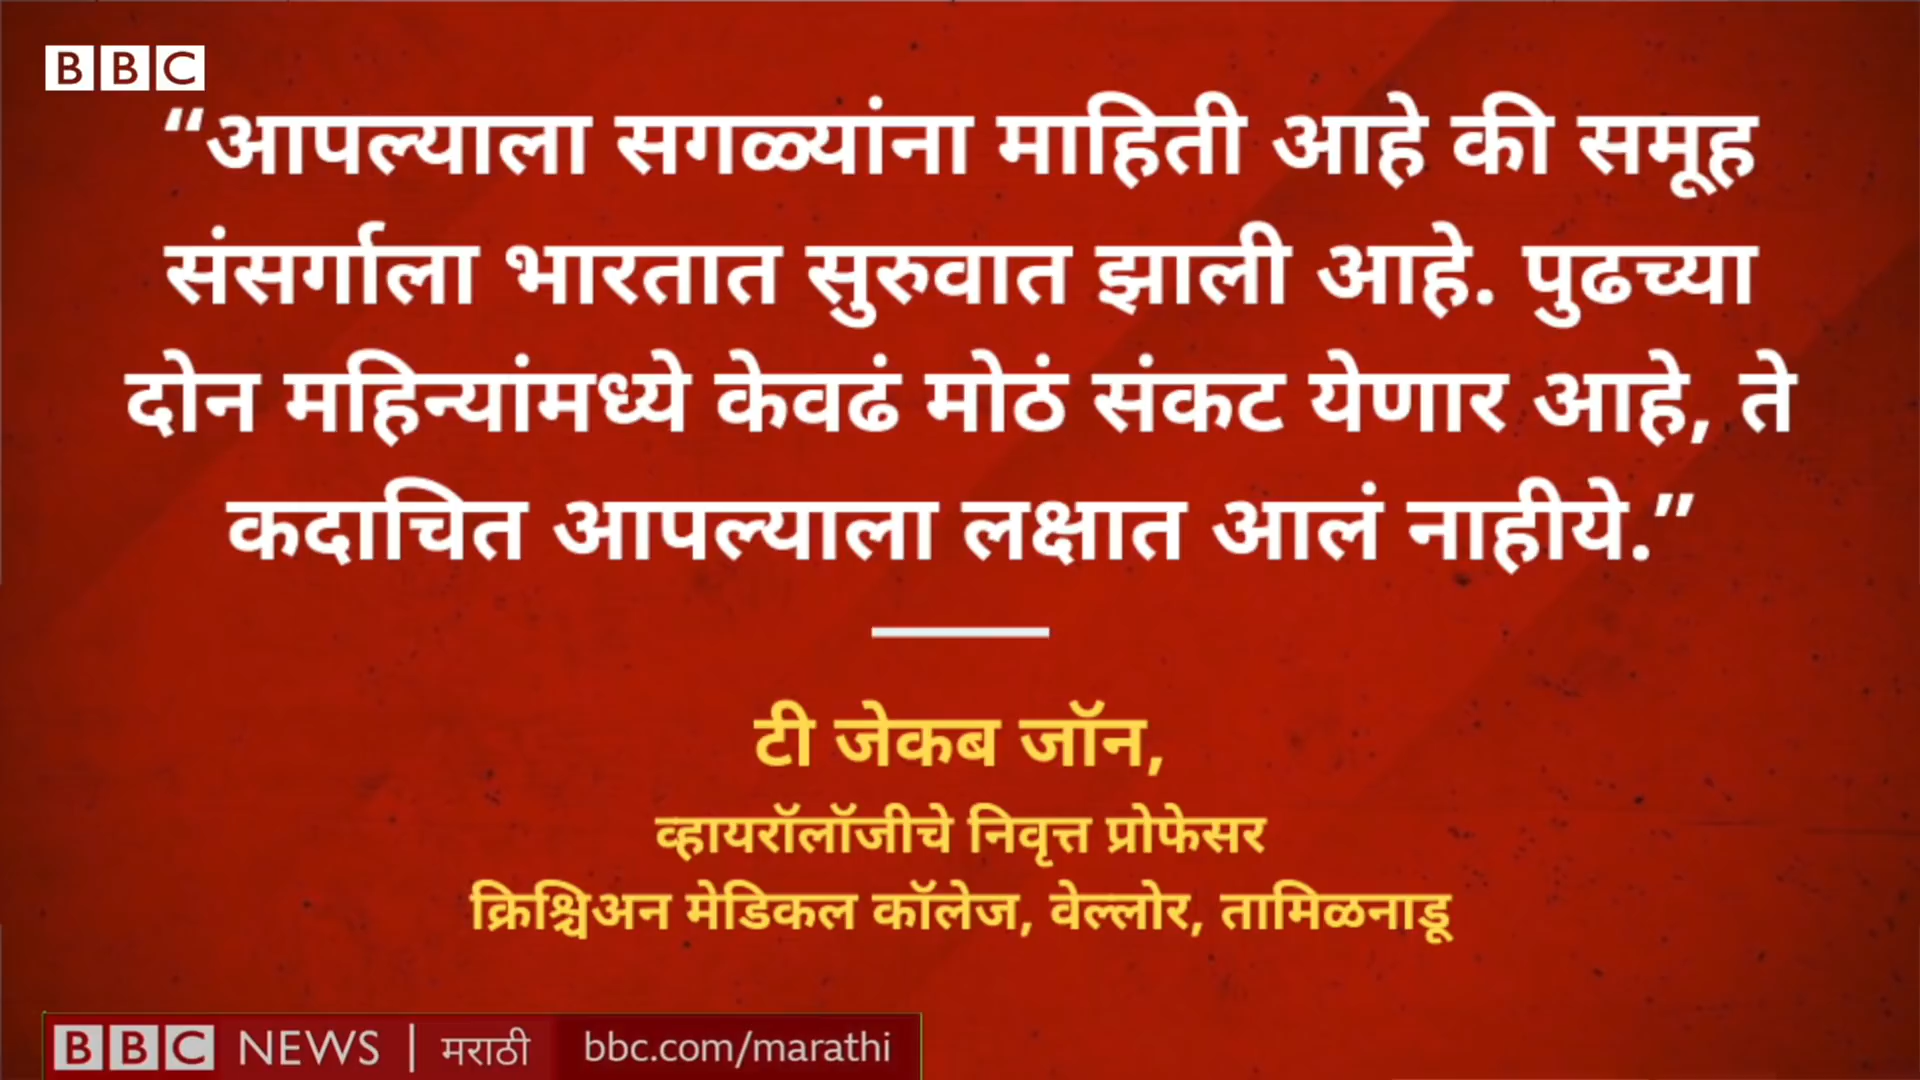 BBC
“आपल्याला सगळ्यांना माहिती आहे की समूह
संसर्गाला भारतात सुरुवात झाली आहे. पुढच्या
दोन महिन्यांमध्ये केवढं मोठं संकट येणार आहे, ते
कदाचित आपल्याला लक्षात आलं नाहीये.”
टी जेकब जॉन,
व्हायरॉलॉजीचे निवृत्त प्रोफेसर
क्रिश्चिअन मेडिकल कॉलेज, वेल्लोर, तामिळनाडू
BBC NEWS | मराठी bbc.com/marathi